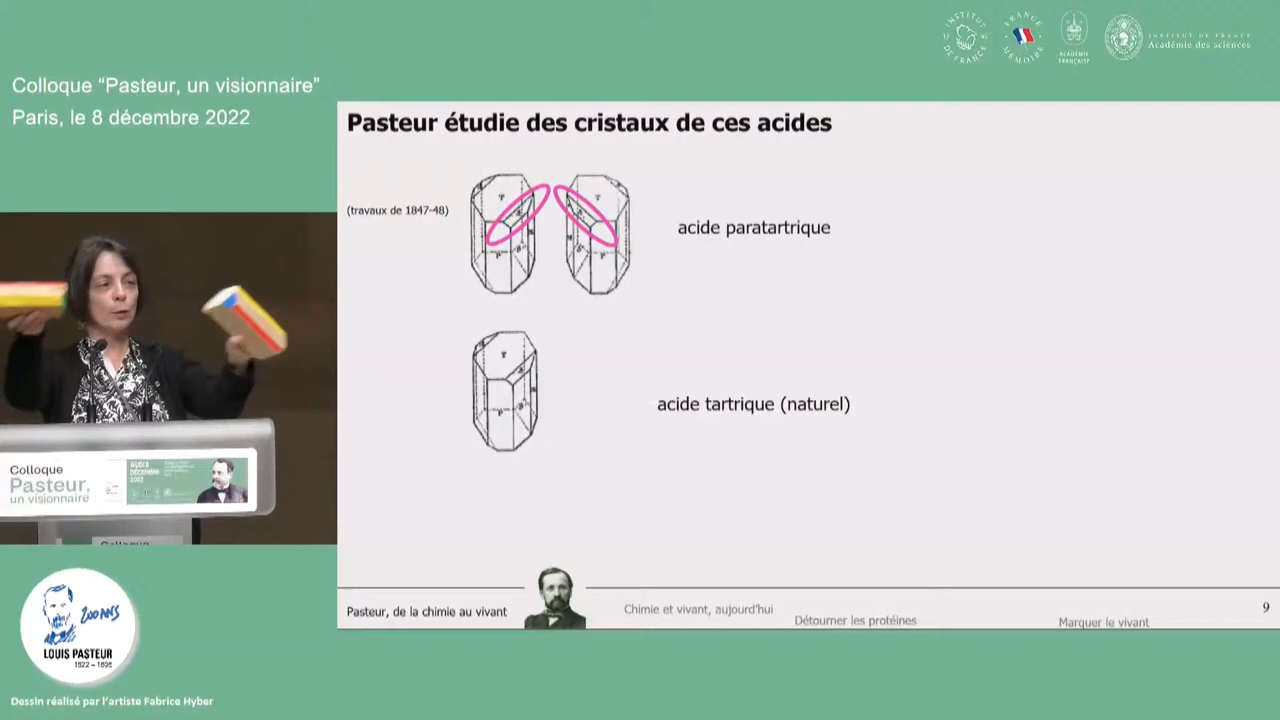 INSTITUT DE FRANCE
FRANCE MÉMOIRE
ACADÉMIE FRANÇAISE
INSTITUT DE FRANCE
Académie des sciences
Colloque “Pasteur, un visionnaire”
Paris, le 8 décembre 2022
Pasteur étudie des cristaux de ces acides
(travaux de 1847-48)
acide paratartrique
acide tartrique (naturel)
Colloque
Pasteur,
un visionnaire
JEUDI 8
DÉCEMBRE
2022
Colloque
Pasteur, de la chimie au vivant
Chimie et vivant, aujourd'hui
Détourner les protéines
Marquer le vivant
9
200 ANS
LOUIS PASTEUR
1822 – 1895
Dessin réalisé par l'artiste Fabrice Hyber